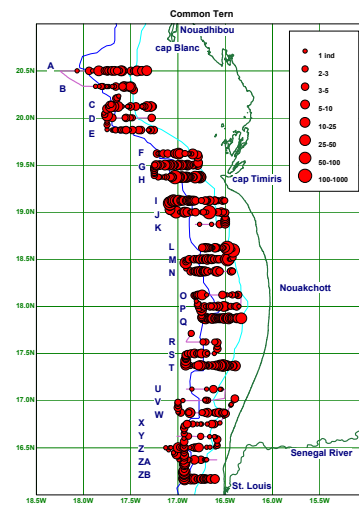 Common Tern
Nouadhibou
cap Blanc
1 ind
2-3
3-5
5-10
10-25
25-50
50-100
100-1000
20.5N
20.0N
19.5N
19.0N
18.5N
18.0N
17.5N
17.0N
16.5N
A
B
C
D
E
F
G
H
I
J
K
L
M
N
O
P
Q
R
S
T
U
V
W
X
Y
Z
ZA
ZB
cap Timiris
Nouakchott
Senegal River
St. Louis
18.5W
18.0W
17.5W
17.0W
16.5W
16.0W
15.5W